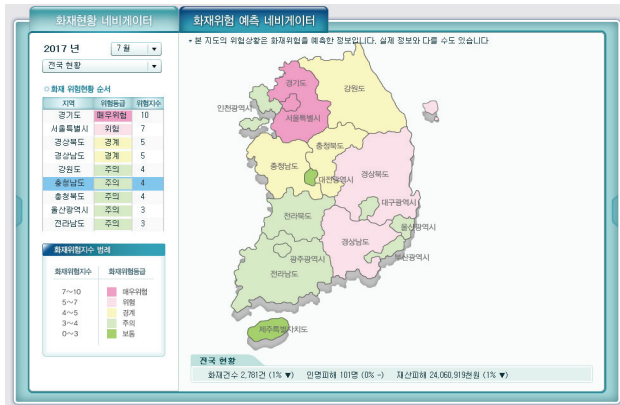 화재현황 네비게이터
화재위험 예측 네비게이터
2017 년
7월
전국 현황
화재 위험현황 순서
지역 위험등급 위험지수
경기도 매우위험 10
서울특별시 위험 7
경상북도 경계 5
경상남도 경계 5
강원도 주의 4
충청남도 주의 4
충청북도 주의 4
울산광역시 주의 3
전라남도 주의 3
화재위험지수 범례
화재위험지수 화재위험등급
7~10 매우위험
5~7 위험
4~5 경계
3~4 주의
0~3 보통
본 지도의 위험상황은 화재위험를 예측한 정보입니다. 실제 정보와 다를 수도 있습니다
경기도
강원도
인천광역시
서울특별시
충청북도
충청남도
대전광역시
경상북도
대구광역시
전라북도
울산광역시
경상남도
부산광역시
광주광역시
전라남도
제주특별자치도
전국 현황
화재건수 2,781건 (1% ▼) 인명피해 101명 (0% -) 재산피해 24,060,919천원 (1% ▼)